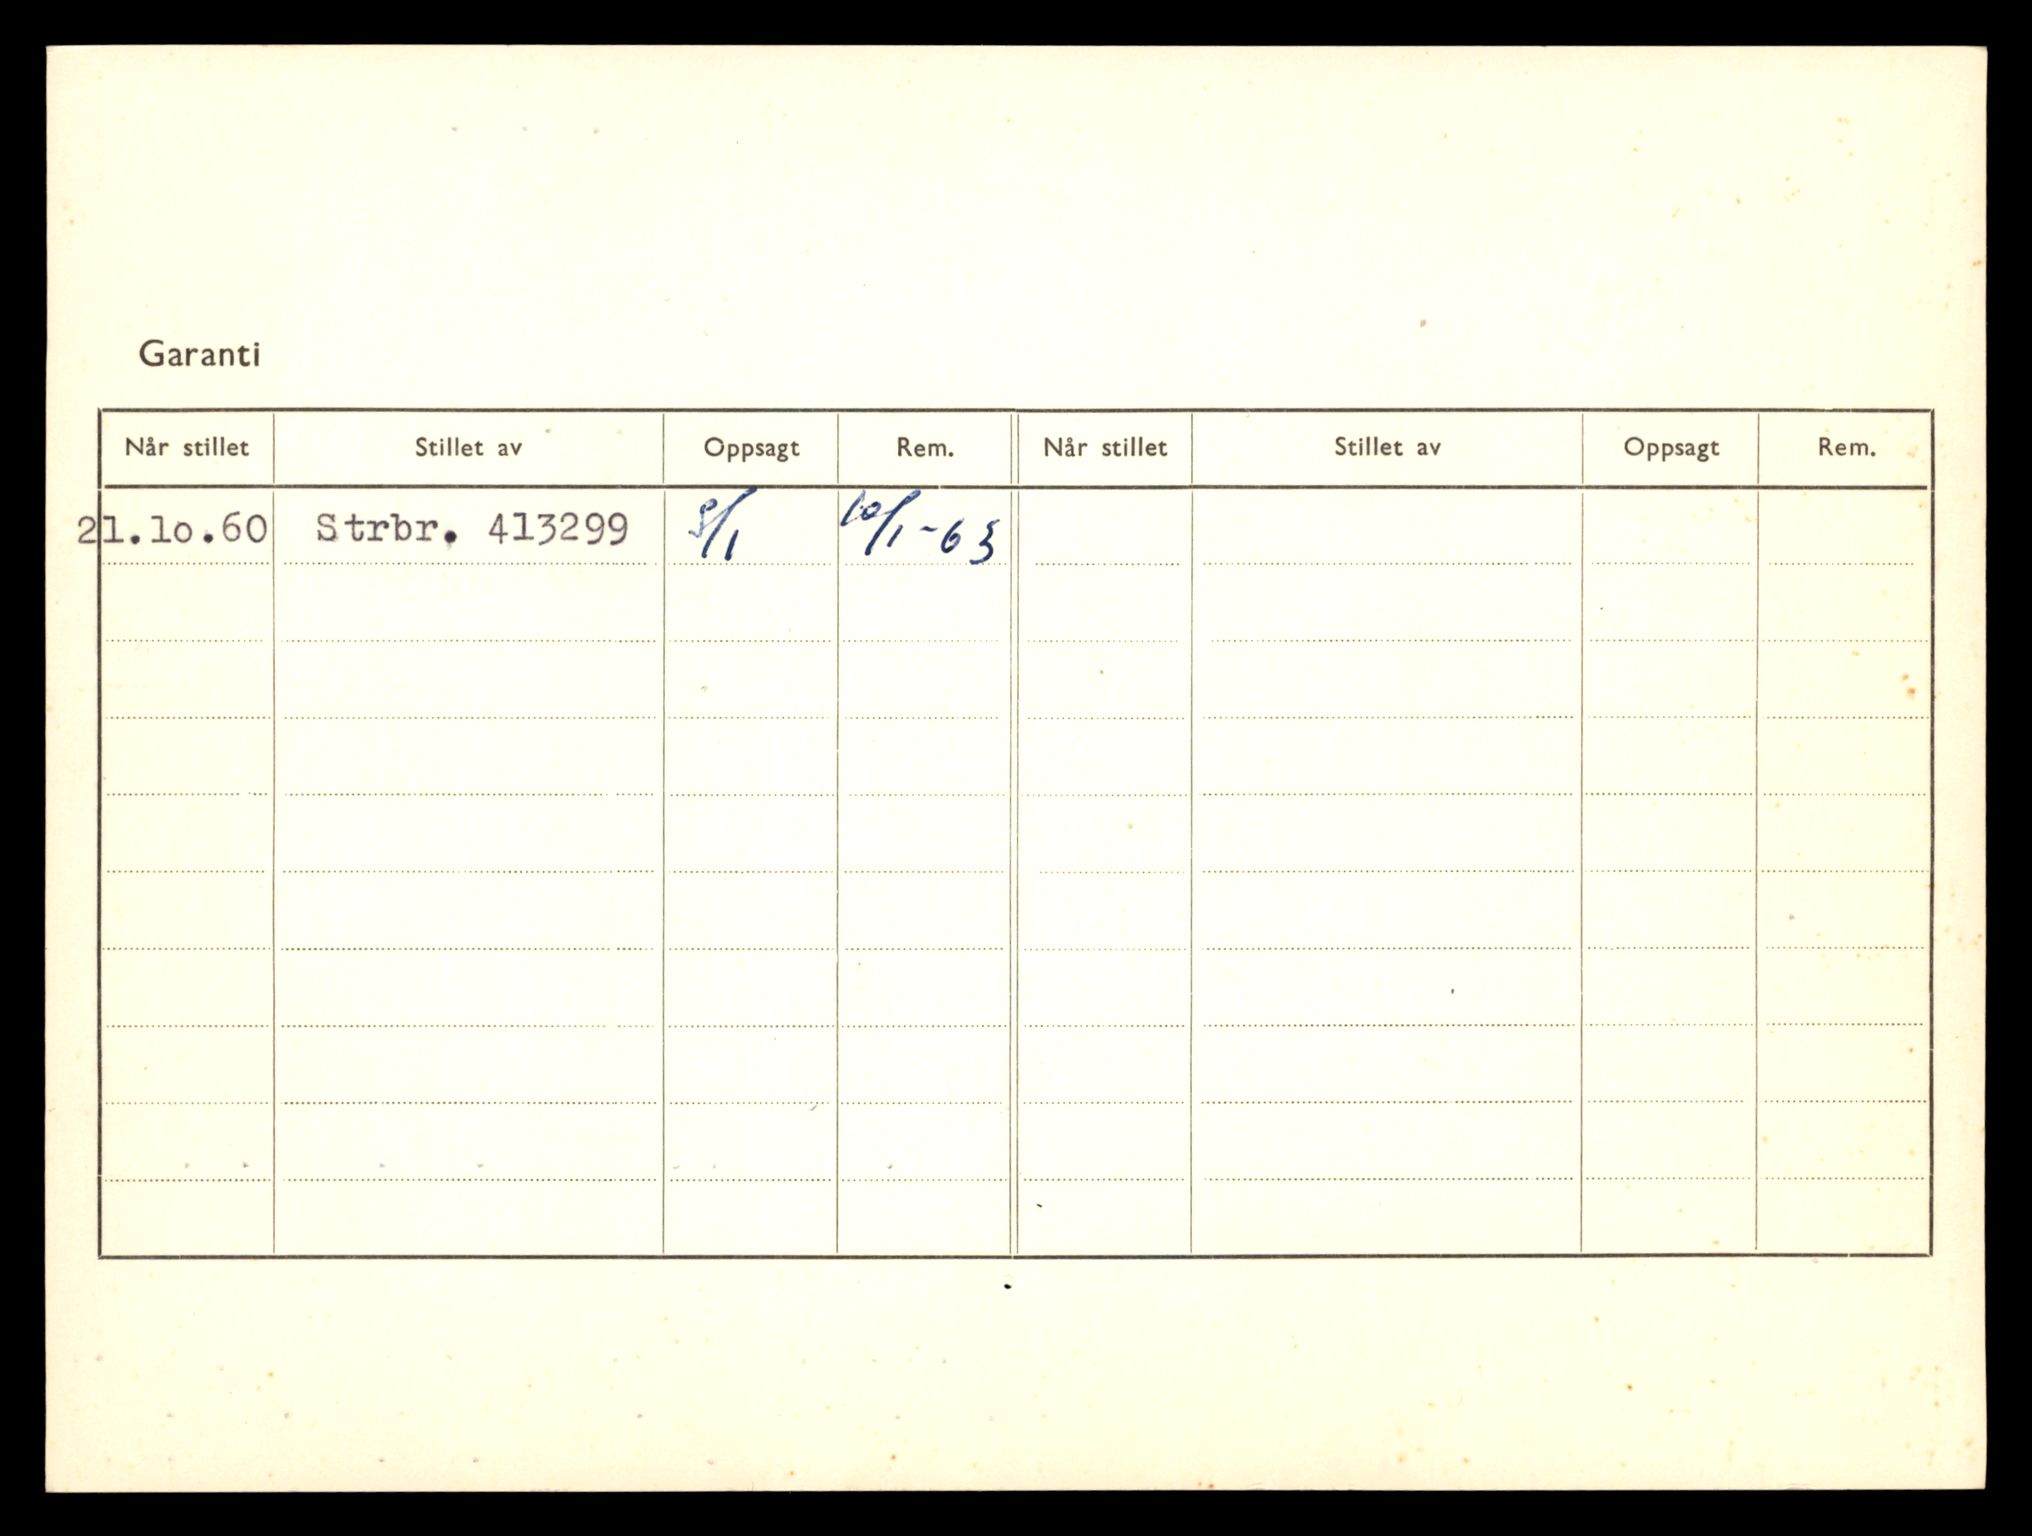 Garanti
Når stillet Stillet av Oppsagt Rem. Når stillet Stillet av Oppsagt Rem.
21.10.60 Strbr. 413299 9/1 10/1-63